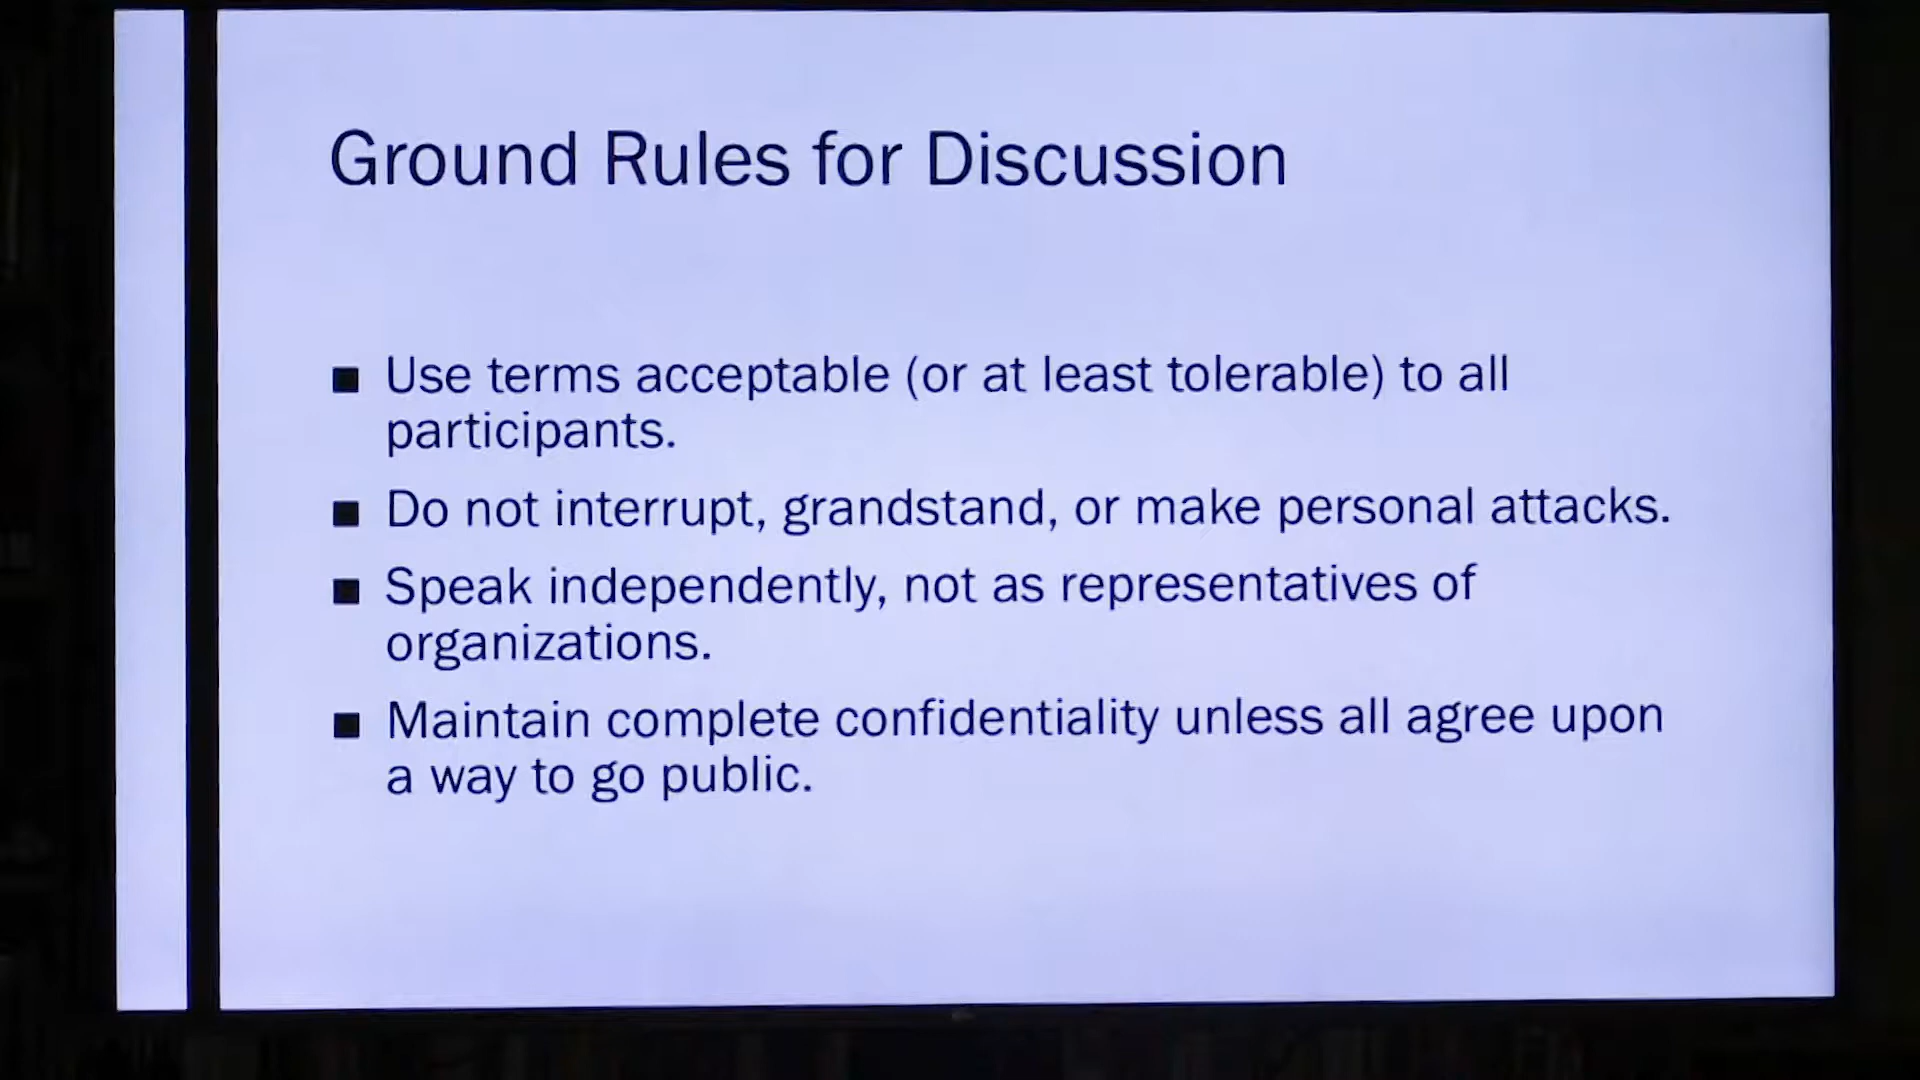 Ground Rules for Discussion
■ Use terms acceptable (or at least tolerable) to all
participants.
■ Do not interrupt, grandstand, or make personal attacks.
■ Speak independently, not as representatives of
organizations.
■ Maintain complete confidentiality unless all agree upon
a way to go public.